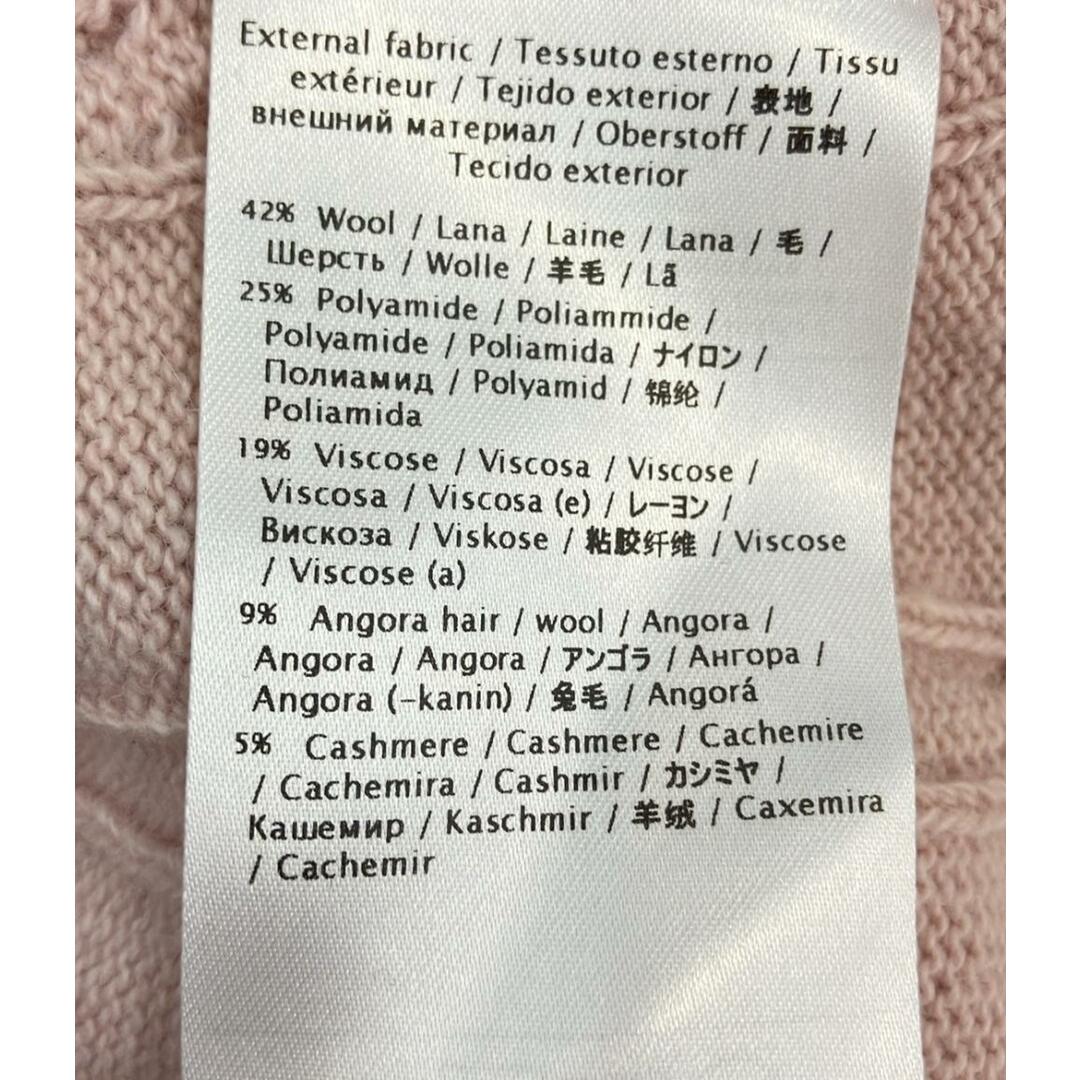 External fabric / Tessuto esterno / Tissu
extérieur / Tejido exterior / 表地 /
внешний материал / Oberstoff / 面料 /
Tecido exterior
42% Wool / Lana / Laine / Lana / 毛 /
Шерсть / Wolle / 羊毛 / Lã
25% Polyamide / Poliammide /
Polyamide / Poliamida / ナイロン /
Полиамид / Polyamid / 锦纶 /
Poliamida
19% Viscose / Viscosa / Viscose /
Viscosa / Viscosa (e) / レーヨン /
Вискоза / Viskose / 粘胶纤维 / Viscose
/ Viscose (a)
9% Angora hair / wool / Angora /
Angora / Angora / アンゴラ / Ангора /
Angora (-kanin) / 兔毛 / Angorá
5% Cashmere / Cashmere / Cachemire
/ Cachemira / Cashmir / カシミヤ /
Кашемир / Kaschmir / 羊绒 / Caxemira
/ Cachemir